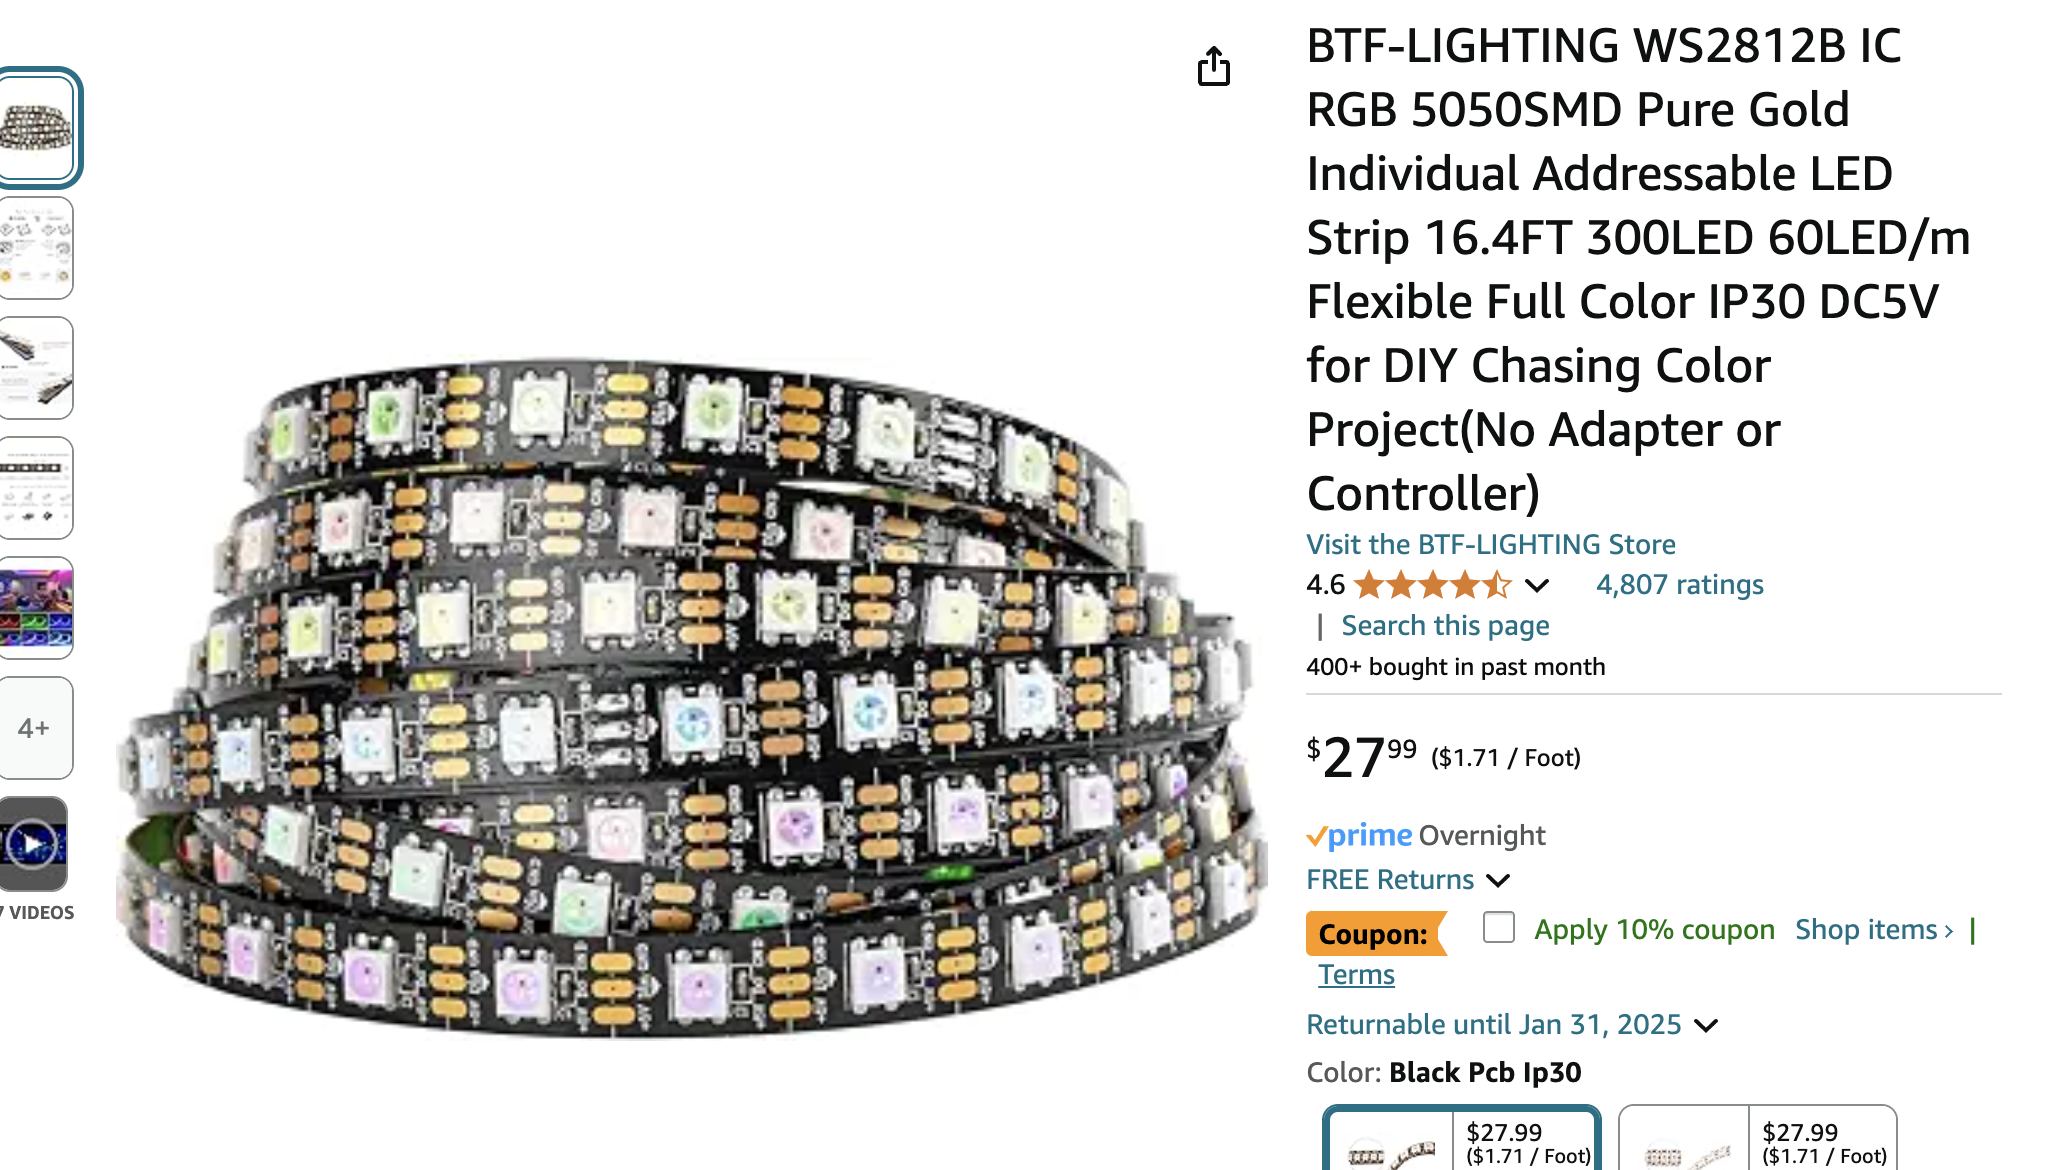 BTF-LIGHTING WS2812B IC
RGB 5050SMD Pure Gold
Individual Addressable LED
Strip 16.4FT 300LED 60LED/m
Flexible Full Color IP30 DC5V
for DIY Chasing Color
Project(No Adapter or
Controller)
Visit the BTF-LIGHTING Store
4.6 4,807 ratings
| Search this page
400+ bought in past month
$27 99 ($1.71 / Foot)
prime Overnight
FREE Returns
Coupon: Apply 10% coupon Shop items › |
Terms
Returnable until Jan 31, 2025
Color: Black Pcb Ip30
$27.99
($1.71 / Foot)
$27.99
($1.71 / Foot)
4+
7 VIDEOS